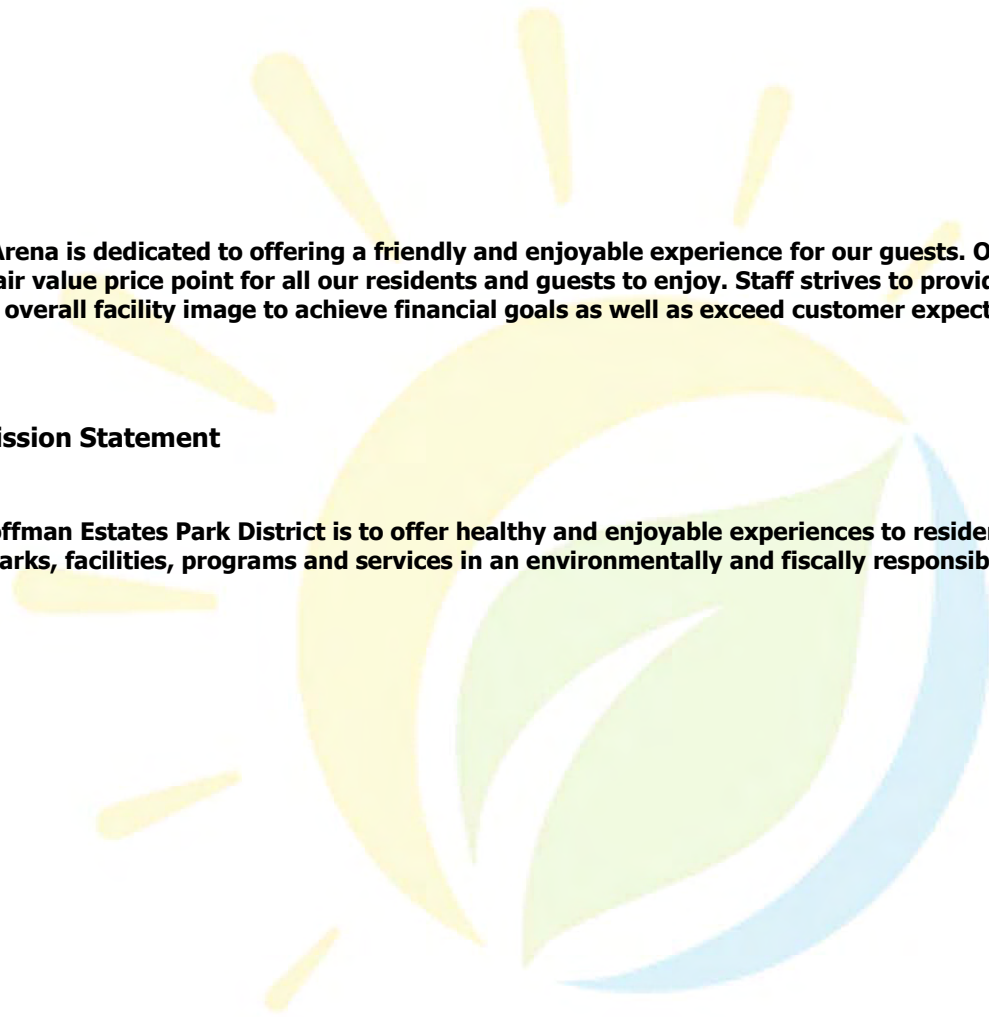 Arena is dedicated to offering a friendly and enjoyable experience for our guests. O
air value price point for all our residents and guests to enjoy. Staff strives to provid
overall facility image to achieve financial goals as well as exceed customer expect
ission Statement
offman Estates Park District is to offer healthy and enjoyable experiences to residen
arks, facilities, programs and services in an environmentally and fiscally responsib